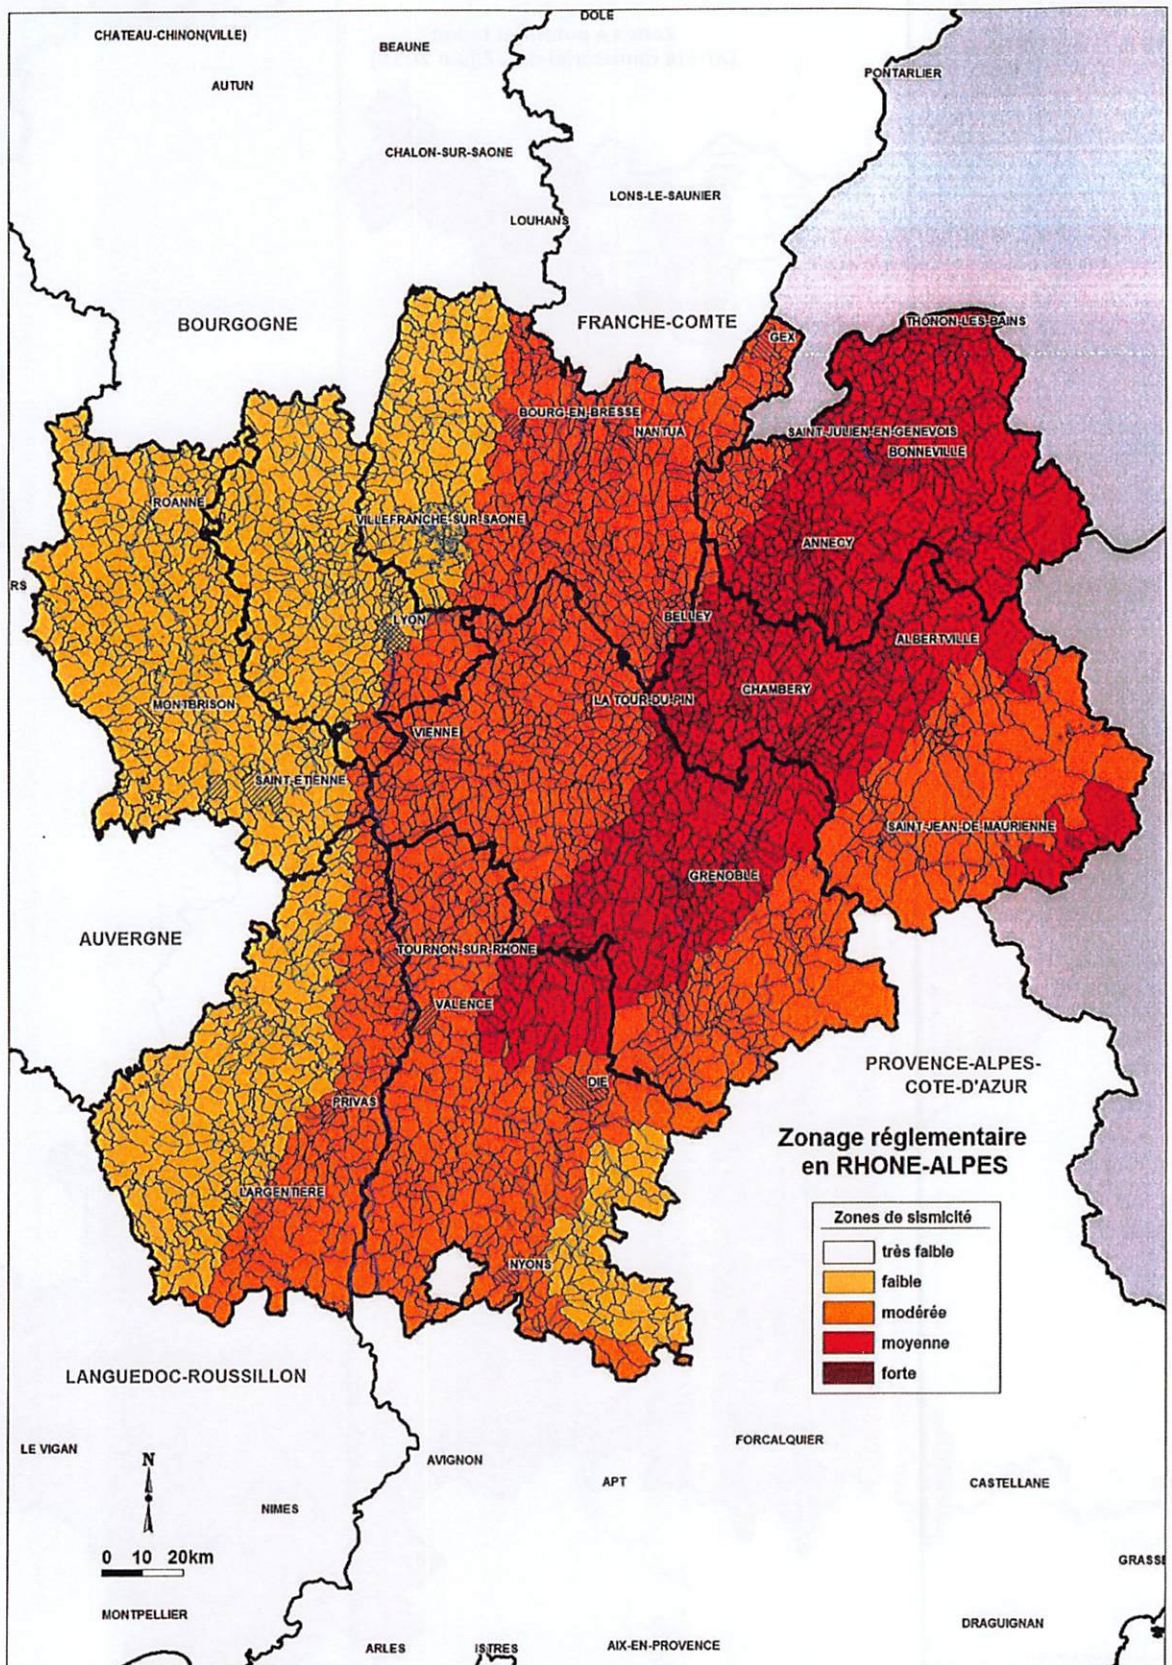 DOLE
CHATEAU-CHINON(VILLE)
BEAUNE
PONTARLIER
AUTUN
CHALON-SUR-SAONE
LONS-LE-SAUNIER
LOUHANS
BOURGOGNE
FRANCHE-COMTE
THONON-LES-BAINS
GEX
BOURG-EN-BRESSE
NANTUA
SAINT-JULIEN-EN-GENEVOIS
BONNEVILLE
ROANNE
VILLEFRANCHE-SUR-SAONE
ANNECY
RS
LYON
BELLEY
ALBERTVILLE
CHAMBERY
LA TOUR-DU-PIN
MONTBRISON
VIENNE
SAINT-ETIENNE
SAINT-JEAN-DE-MAURIENNE
GRENOBLE
AUVERGNE
TOURNON-SUR-RHONE
VALENCE
PROVENCE-ALPES-
COTE-D'AZUR
DIE
PRIVAS
Zonage réglementaire
en RHONE-ALPES
LARGENTIERE
Zones de sismicité
très faible
faible
modérée
moyenne
forte
NYONS
LANGUEDOC-ROUSSILLON
LE VIGAN
FORCALQUIER
AVIGNON
APT
CASTELLANE
N
NIMES
0 10 20km
GRASSE
MONTPELLIER
DRAGUIGNAN
ARLES
ISTRES
AIX-EN-PROVENCE